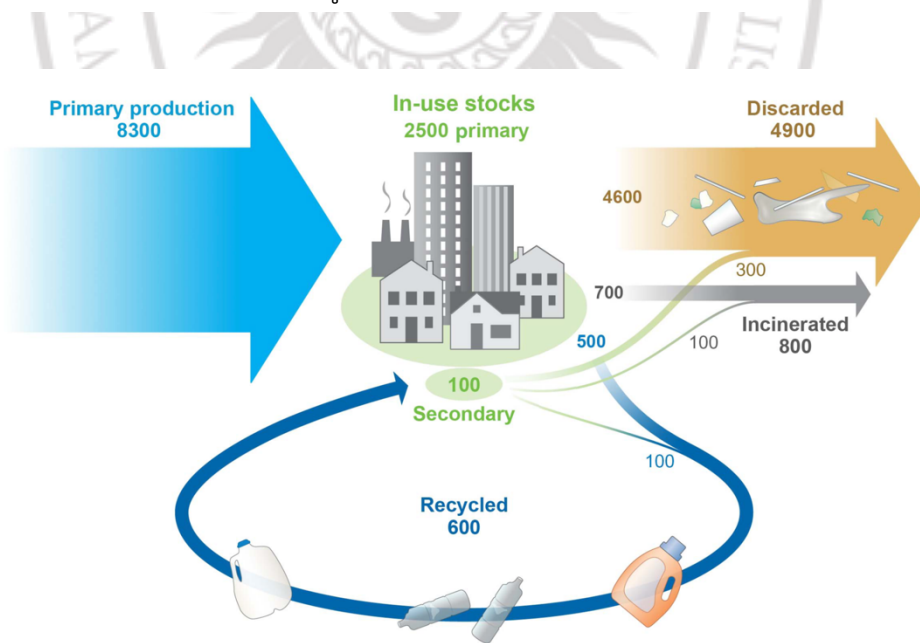 Primary production
8300
In-use stocks
2500 primary
Discarded
4900
4600
300
700
Incinerated
800
500
100
100
Secondary
100
Recycled
600